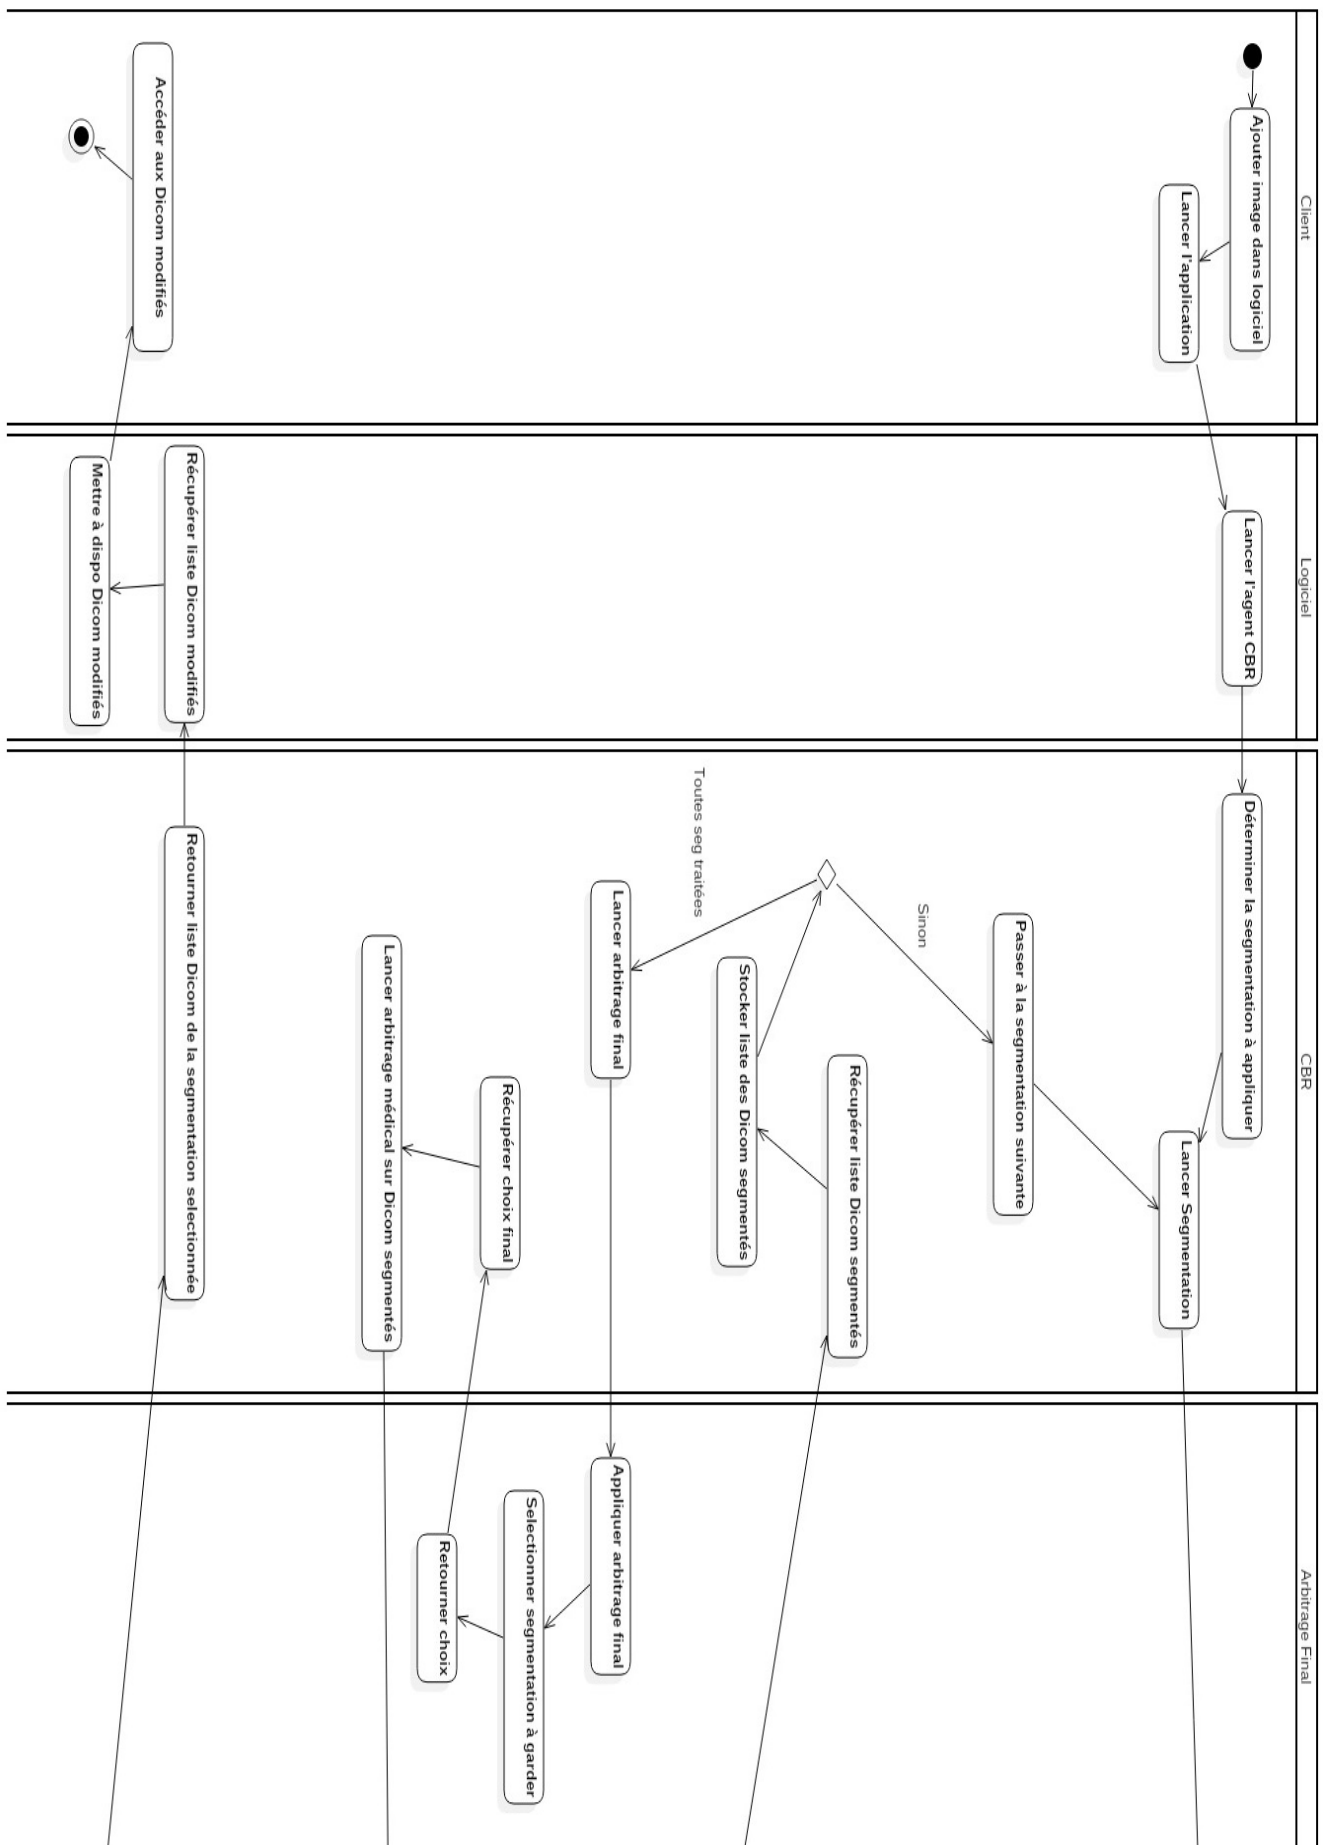 Client
Ajouter image dans logiciel
Lancer l'application
Accéder aux Dicom modifiés
Logiciel
Lancer l'agent CBR
Récupérer liste Dicom modifiés
Mettre à dispo Dicom modifiés
CBR
Déterminer la segmentation à appliquer
Lancer Segmentation
Passer à la segmentation suivante
Sinon
Récupérer liste Dicom segmentés
Stocker liste des Dicom segmentés
Toutes seg traitées
Lancer arbitrage final
Récupérer choix final
Lancer arbitrage médical sur Dicom segmentés
Retourner liste Dicom de la segmentation selectionnée
Arbitrage Final
Appliquer arbitrage final
Selectionner segmentation à garder
Retourner choix